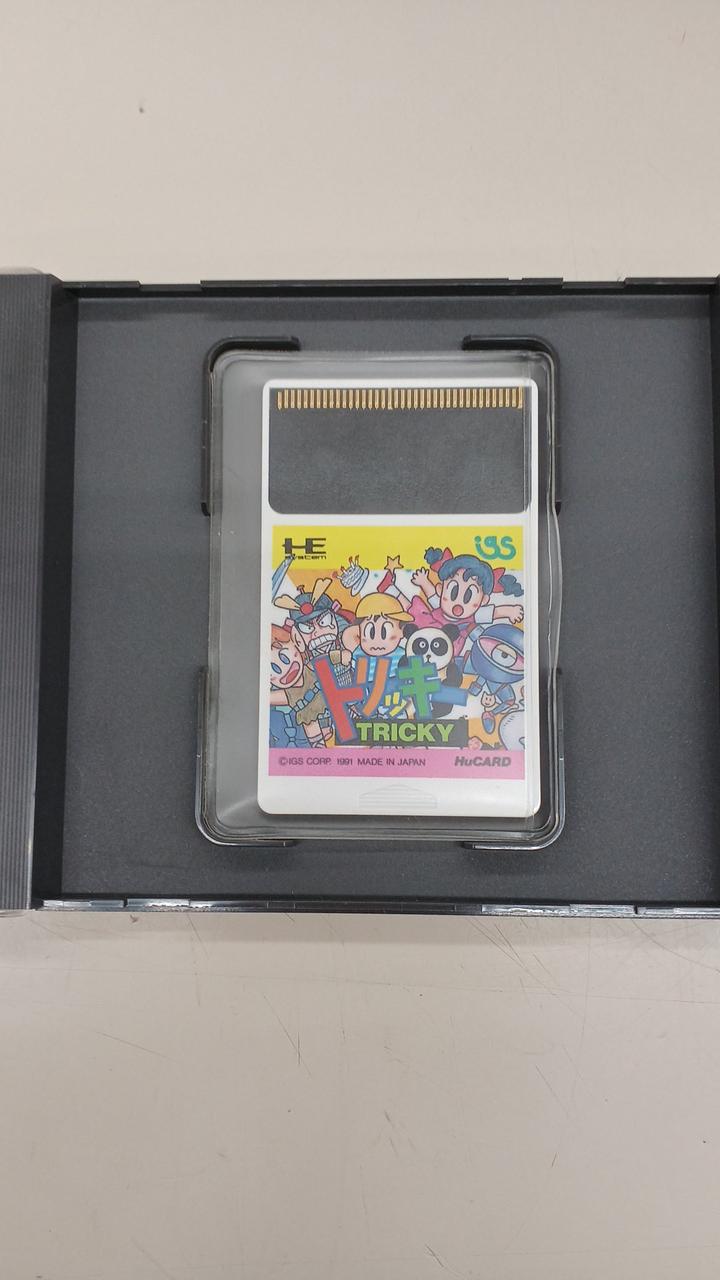 HE
system
igs
トリッキー
TRICKY
©IGS CORP. 1991 MADE IN JAPAN
HuCARD